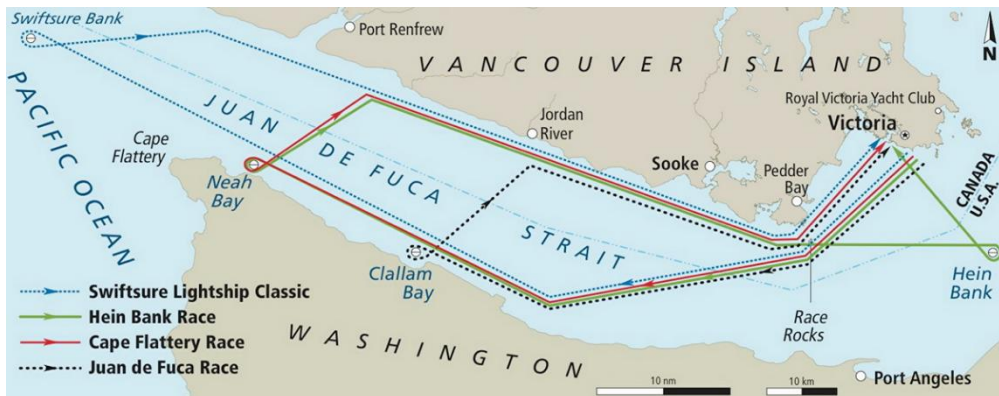 Swiftsure Bank
Port Renfrew
N
VANCOUVER ISLAND
PACIFIC OCEAN
JUAN
DE FUCA
STRAIT
Royal Victoria Yacht Club
Victoria
Jordan
River
Cape
Flattery
Sooke
Pedder
Bay
Neah
Bay
CANADA
U.S.A.
Clallam
Bay
Hein
Bank
Race
Rocks
Swiftsure Lightship Classic
Hein Bank Race
Cape Flattery Race
Juan de Fuca Race
WASHINGTON
Port Angeles
10 nm
10 km